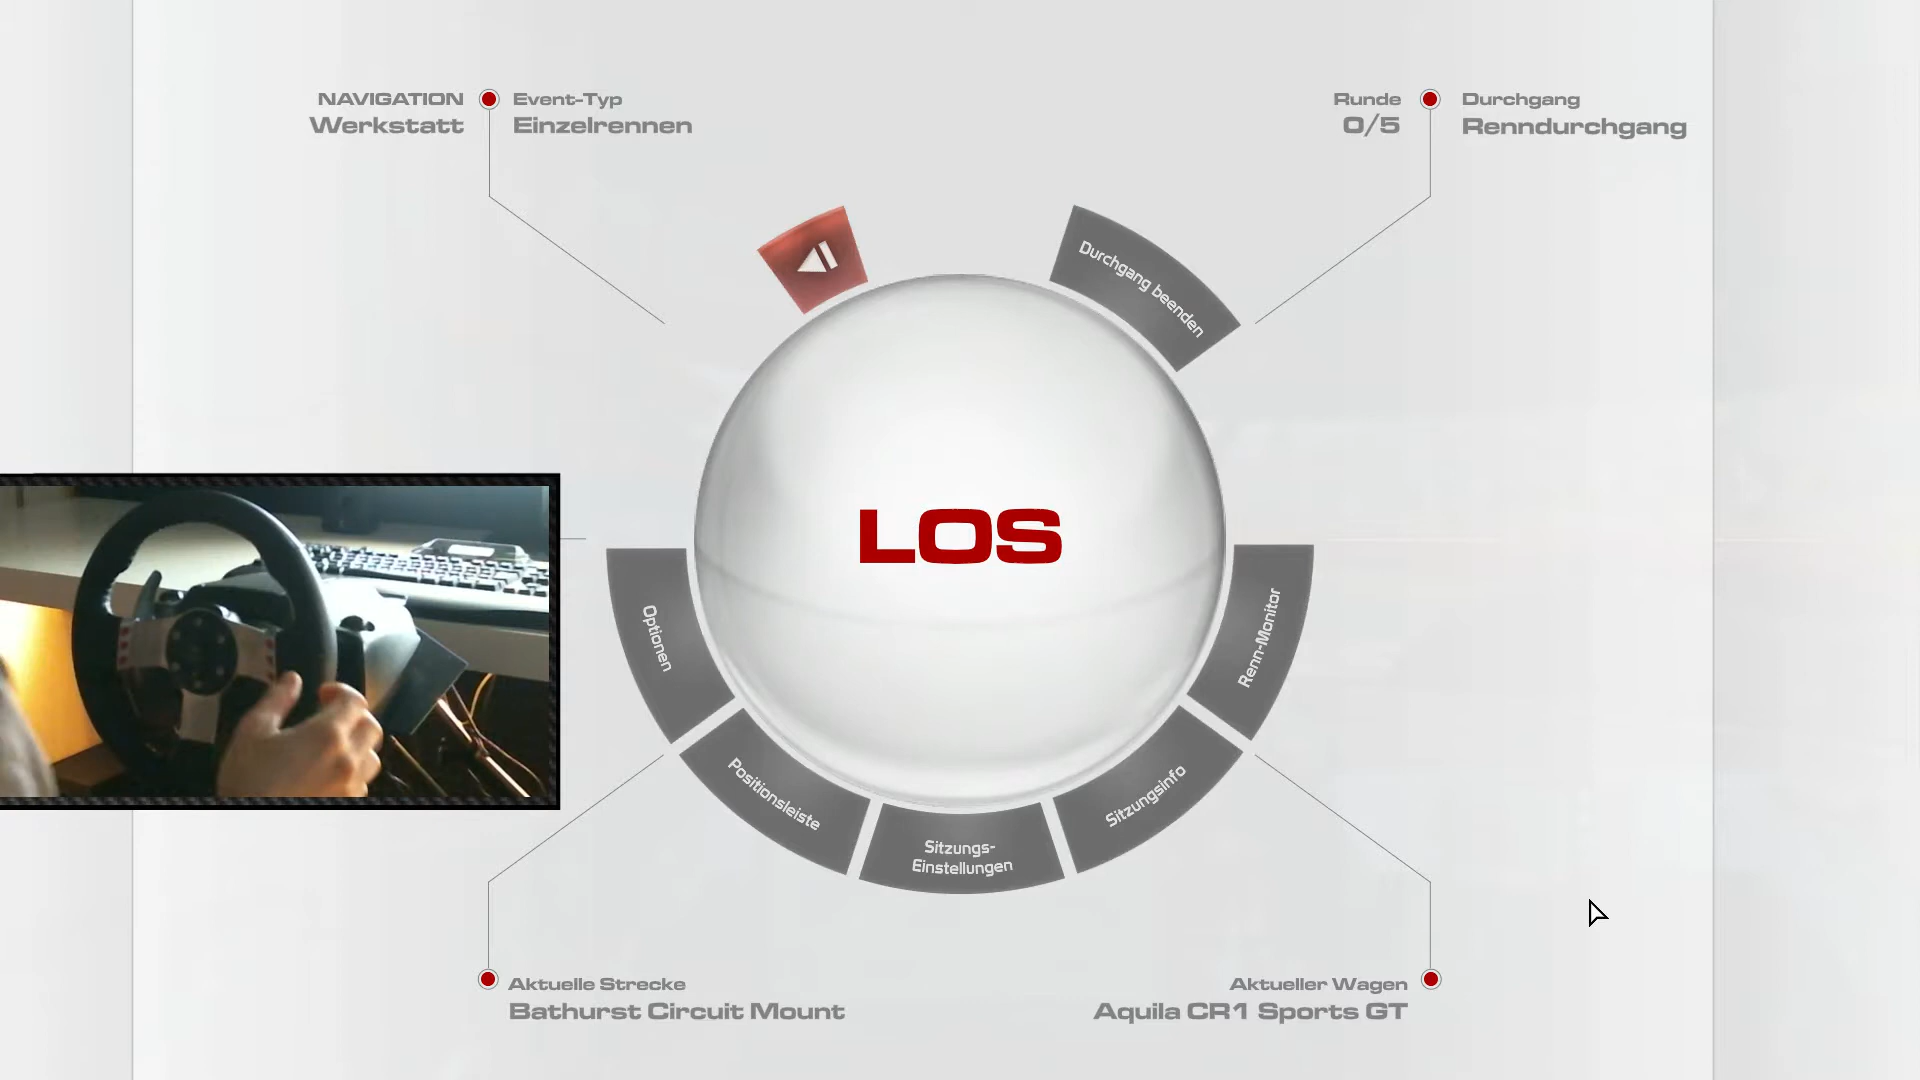 NAVIGATION
Werkstatt
Event-Typ
Einzelrennen
Runde
0/5
Durchgang
Renndurchgang
Durchgang beenden
LOS
Optionen
Renn-Monitor
Positionsleiste
Sitzungsinfo
Sitzungs-
Einstellungen
Aktuelle Strecke
Bathurst Circuit Mount
Aktueller Wagen
Aquila CR1 Sports GT